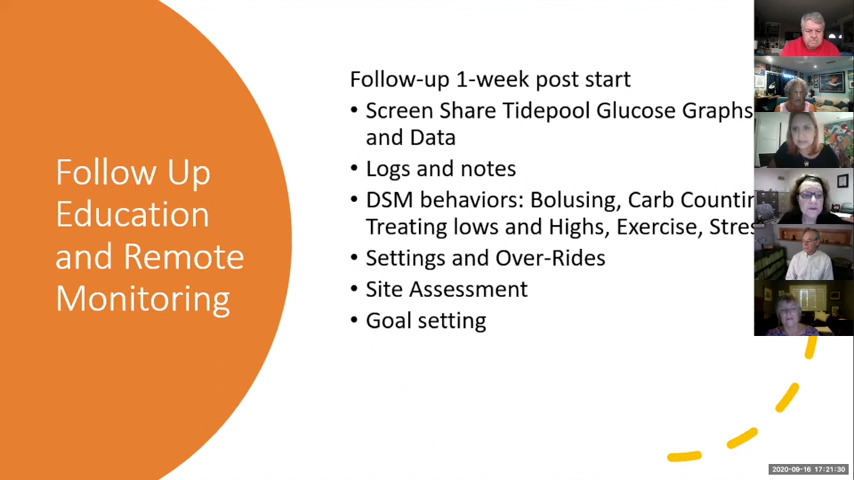 Follow Up
Education
and Remote
Monitoring
Follow-up 1-week post start
• Screen Share Tidepool Glucose Graphs
and Data
• Logs and notes
• DSM behaviors: Bolusing, Carb Countin
Treating lows and Highs, Exercise, Stres
• Settings and Over-Rides
• Site Assessment
• Goal setting
2020-09-16 17:21:30